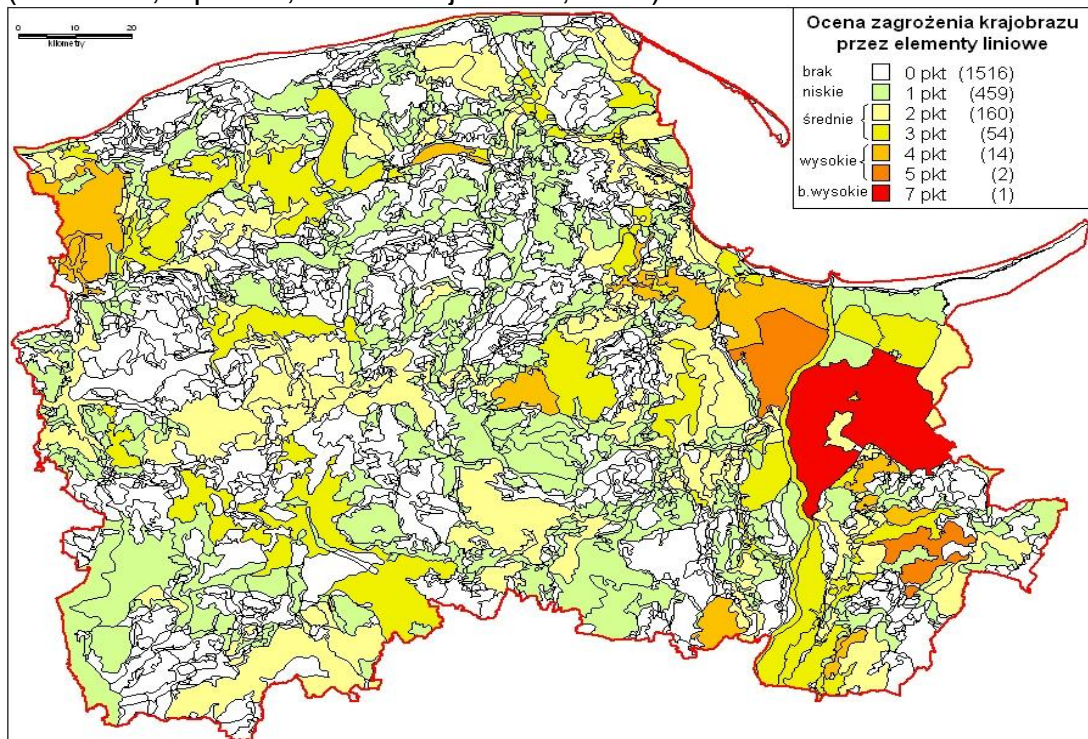 Ocena zagrożenia krajobrazu
przez elementy liniowe
brak 0 pkt (1516)
niskie 1 pkt (459)
średnie 2 pkt (160)
3 pkt (54)
wysokie 4 pkt (14)
5 pkt (2)
b.wysokie 7 pkt (1)
0 10 20
kilometry